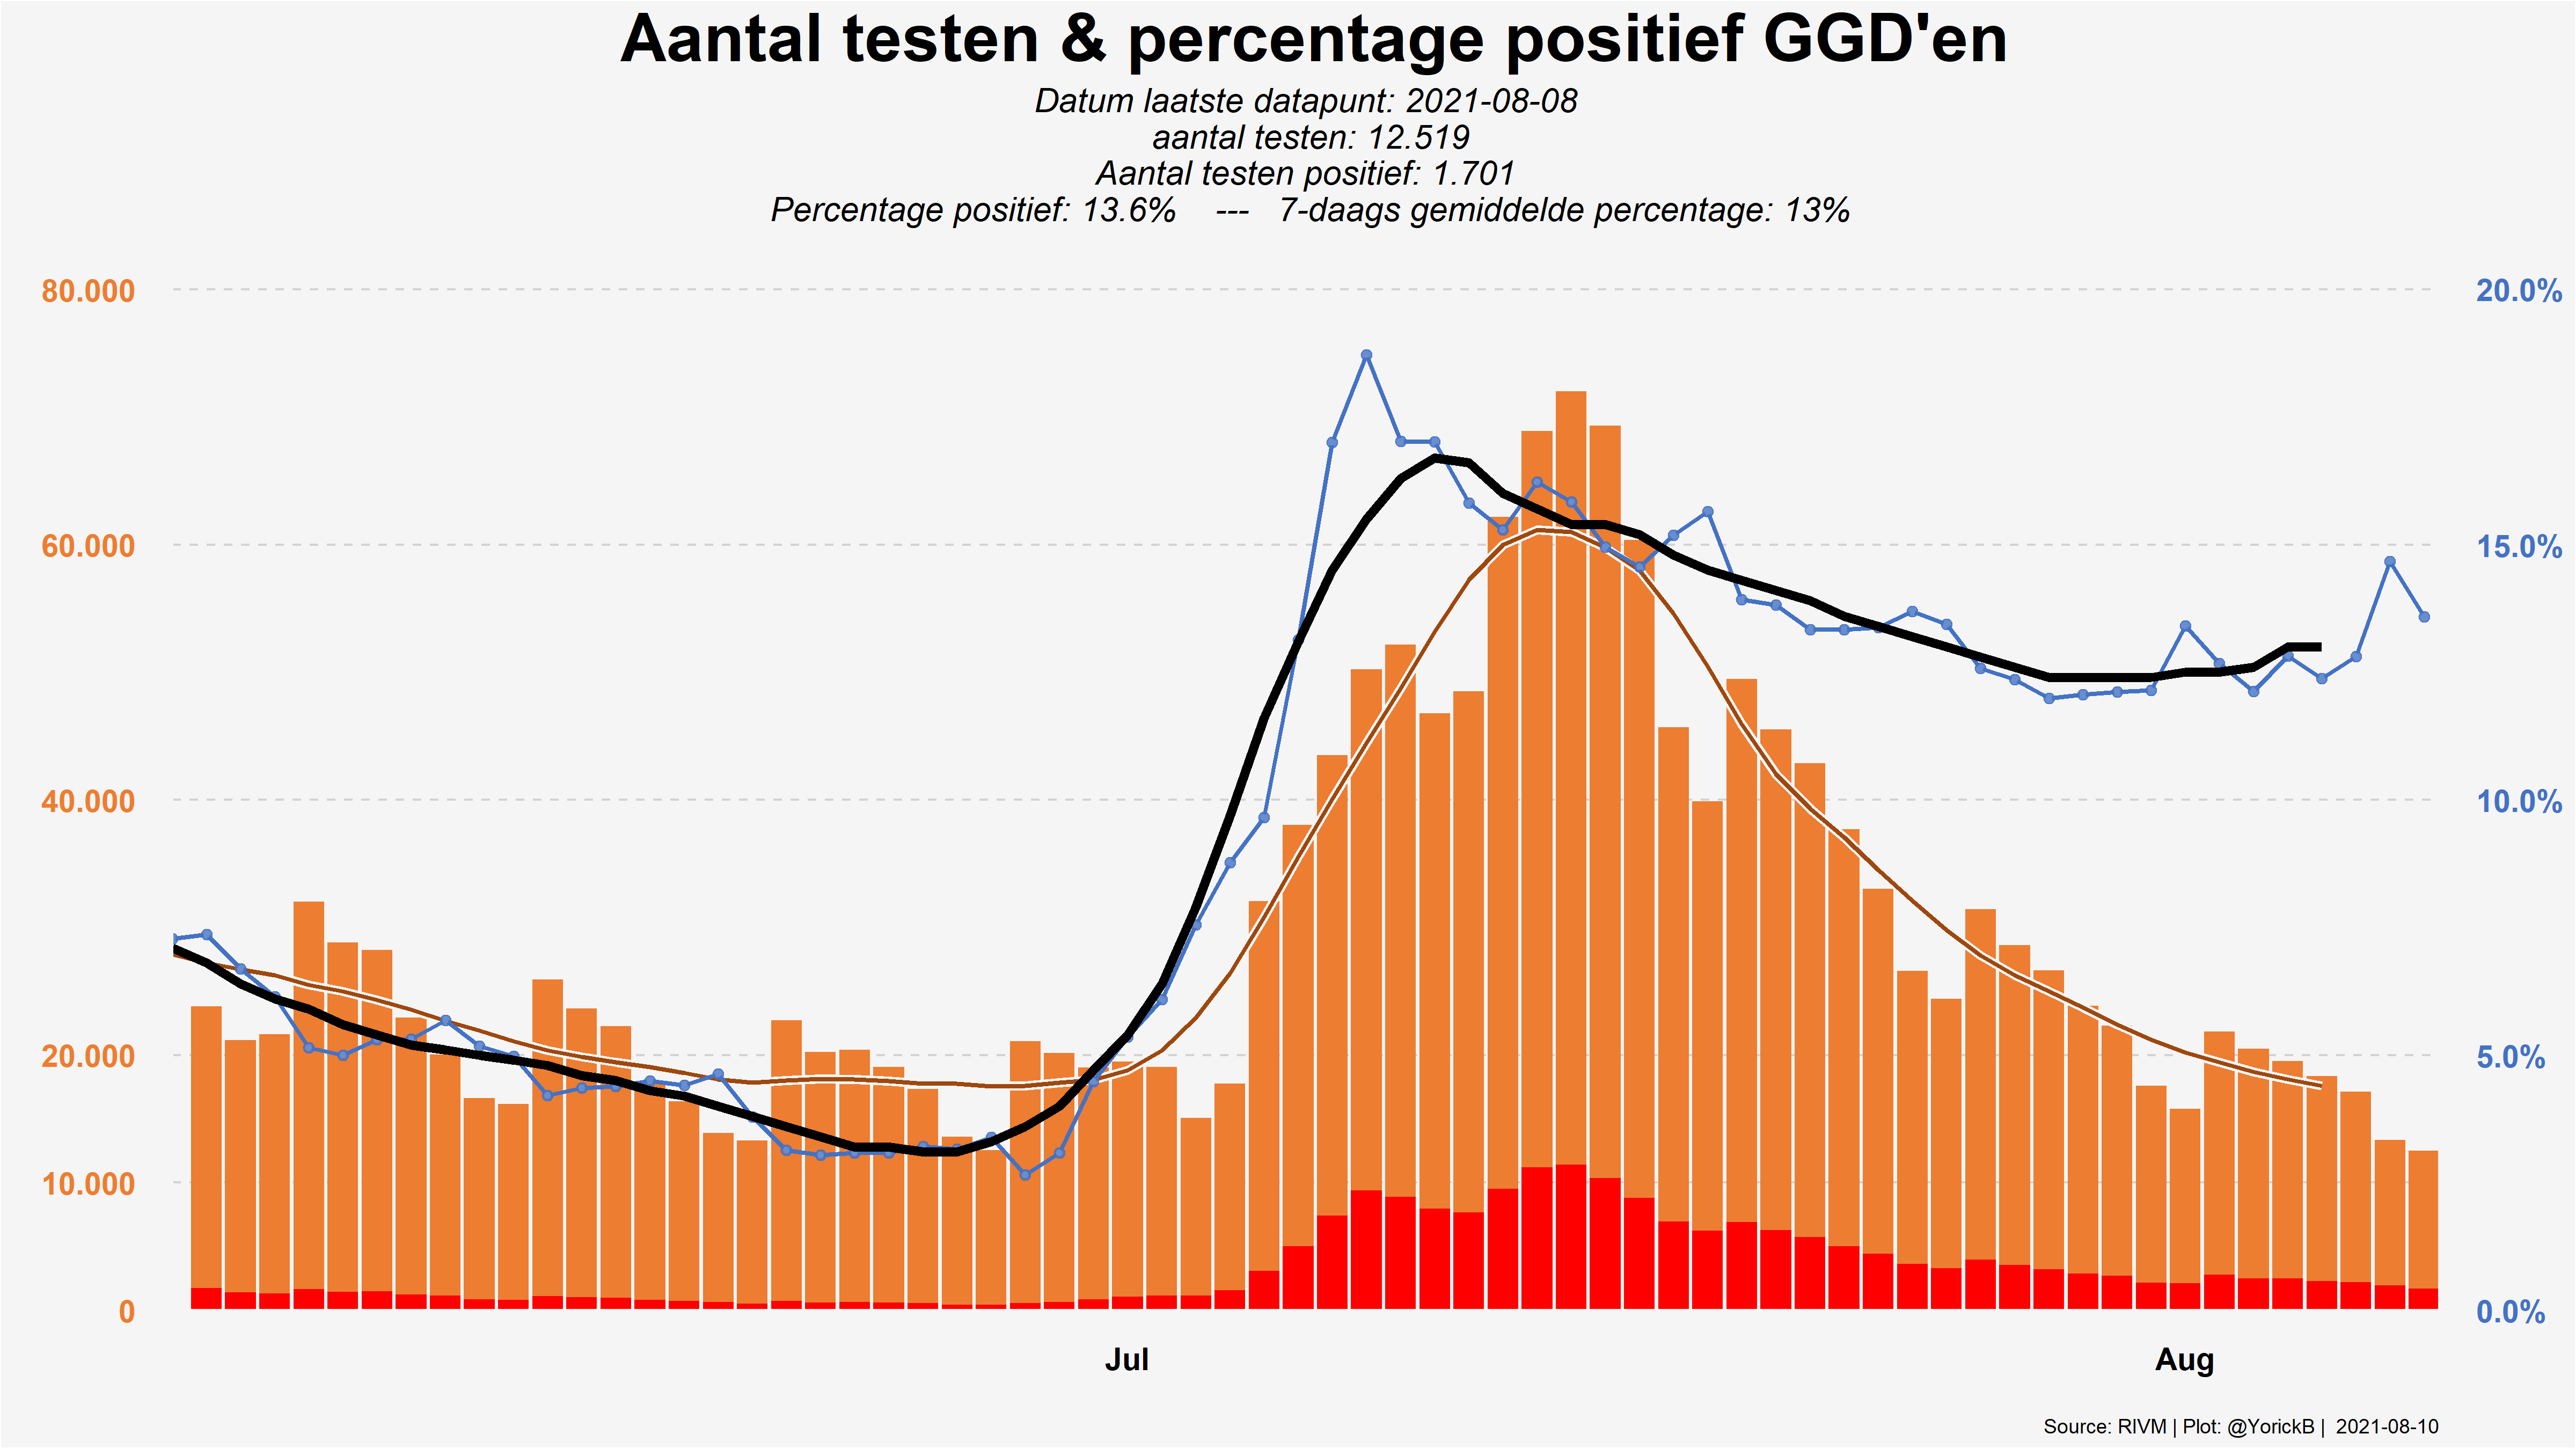 Aantal testen & percentage positief GGD'en
Datum laatste datapunt: 2021-08-08
aantal testen: 12.519
Aantal testen positief: 1.701
Percentage positief: 13.6% --- 7-daags gemiddelde percentage: 13%
80.000
20.0%
60.000
15.0%
40.000
10.0%
20.000
5.0%
10.000
0
0.0%
Jul
Aug
Source: RIVM | Plot: @YorickB | 2021-08-10